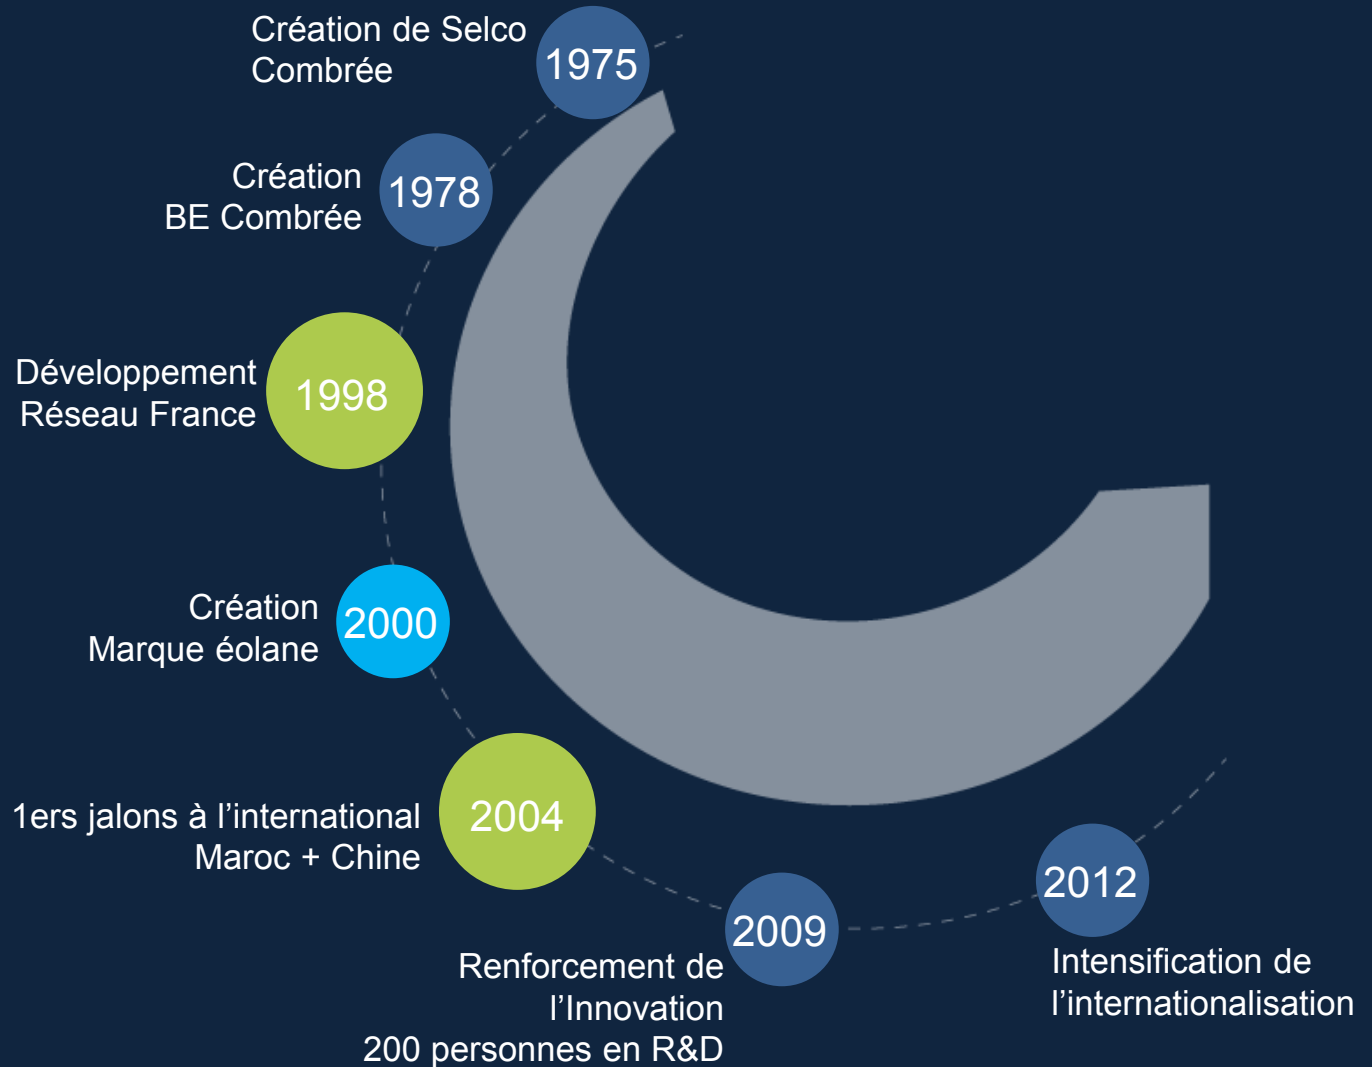 Création de Selco
Combrée
1975
Création
BE Combrée
1978
Développement
Réseau France
1998
Création
Marque éolane
2000
1ers jalons à l’international
Maroc + Chine
2004
Renforcement de
l’Innovation
200 personnes en R&D
2009
2012
Intensification de
l’internationalisation